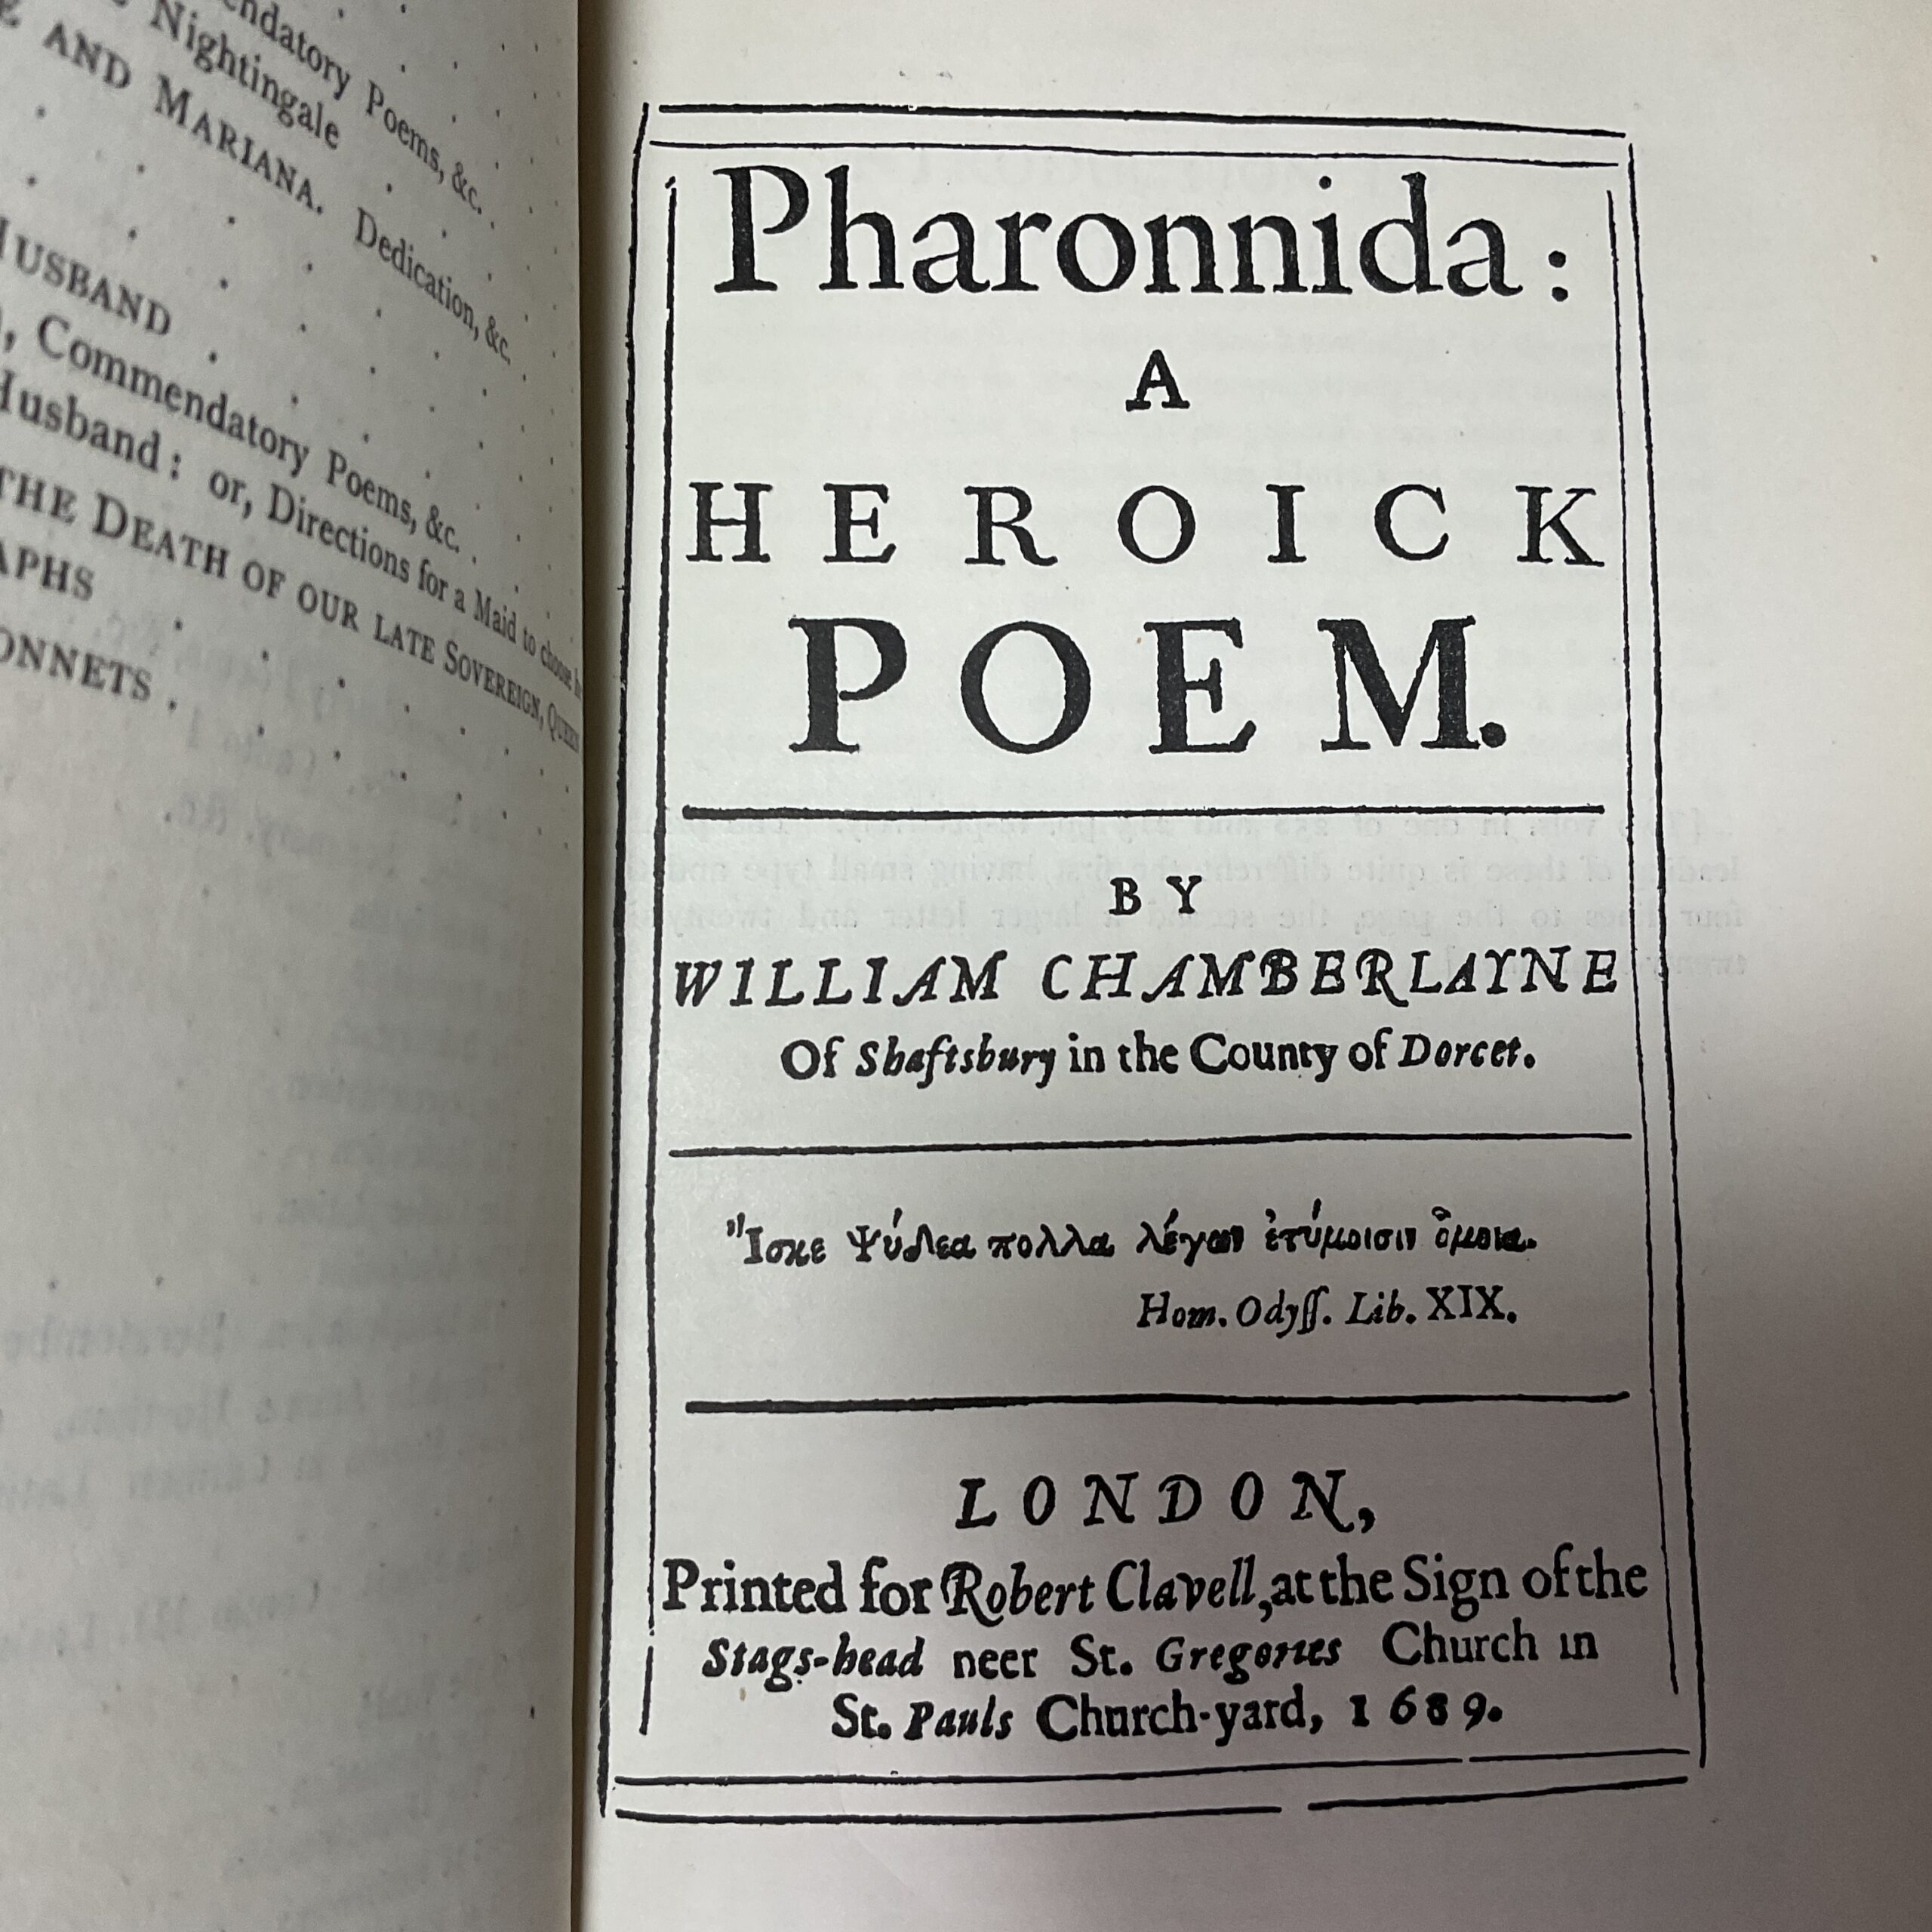 endatory Poems, &c.
Nightingale
E AND MARIANA. Dedication, &c.
HUSBAND
, Commendatory Poems, &c.
Husband: or, Directions for a Maid to choose
THE DEATH OF OUR LATE SOVEREIGN, QUEEN
APHS
ONNETS
Pharonnida:
A
HEROICK
POEM.
BY
WILLIAM CHAMBERLAYNE
Of Shaftsbury in the County of Dorcet.
Ἴσκε Ψύδεα πολλα λέγων ἐτύμοισιν ὅμοια.
Hom. Odyſſ. Lib. XIX.
LONDON,
Printed for Robert Clavell, at the Sign of the
Stags-head neer St. Gregories Church in
St. Pauls Church-yard, 1689.